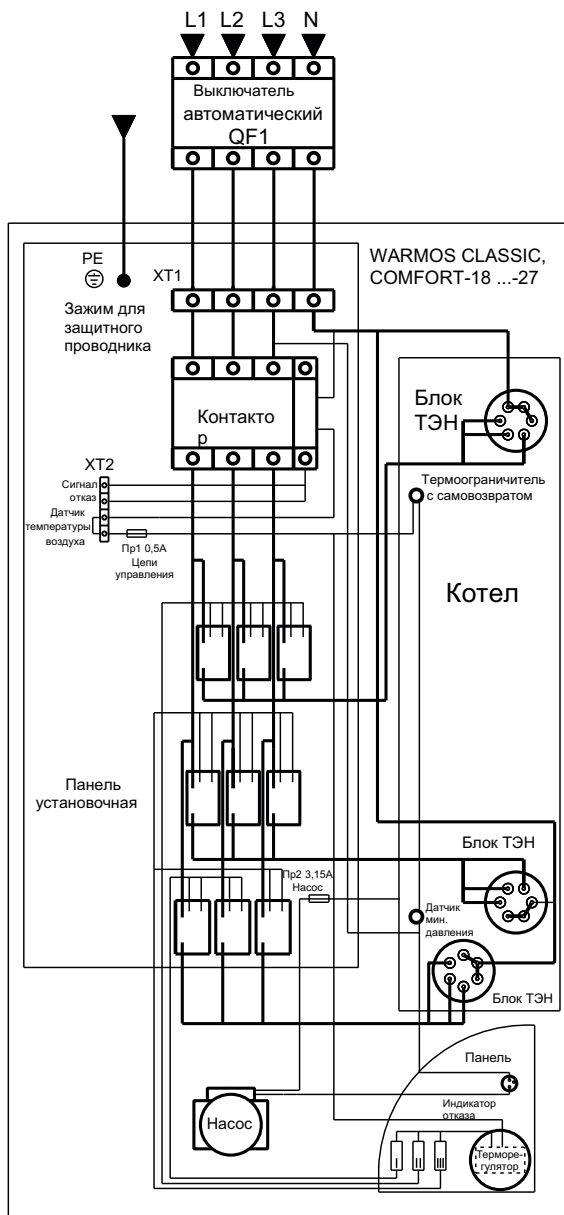 L1 L2 L3 N
Выключатель
автоматический
QF1
WARMOS CLASSIC,
COMFORT-18 ...-27
PE
XT1
Зажим для
защитного
проводника
Контакто
р
Блок
ТЭН
XT2
Сигнал
отказ
Датчик
температуры
воздуха
Пр1 0,5А
Цепи
управления
Термоограничитель
с самовозвратом
Котел
Панель
установочная
Блок ТЭН
Пр2 3,15А
Насос
Датчик
мин.
давления
Блок ТЭН
Панель
Индикатор
отказа
Насос
I II III
Терморе-
гулятор